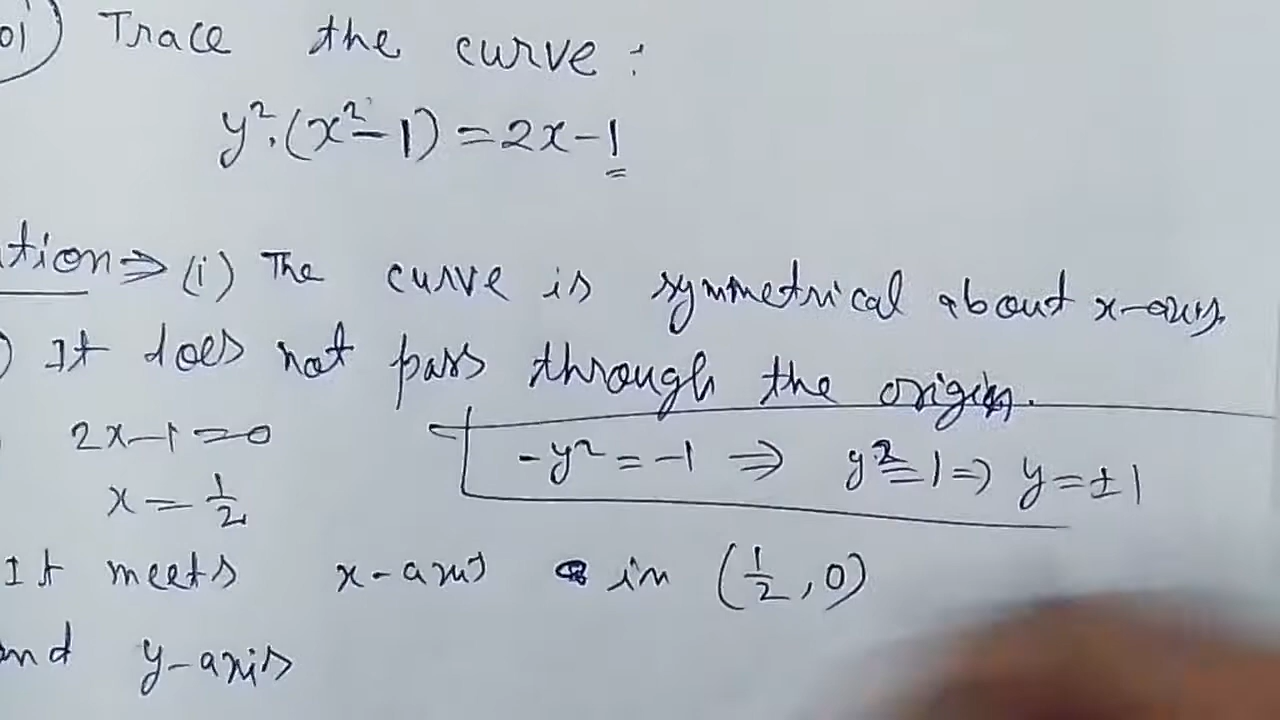 01) Trace the curve :
y².(x²-1) = 2x-1
tion ⇒ (i) The curve is symmetrical about x-axis.
) It does not pass through the origin.
2x-1=0
x = 1/2
-y² = -1 ⇒ y² = 1 ⇒ y = ±1
It meets x-axis in (1/2, 0)
and y-axis